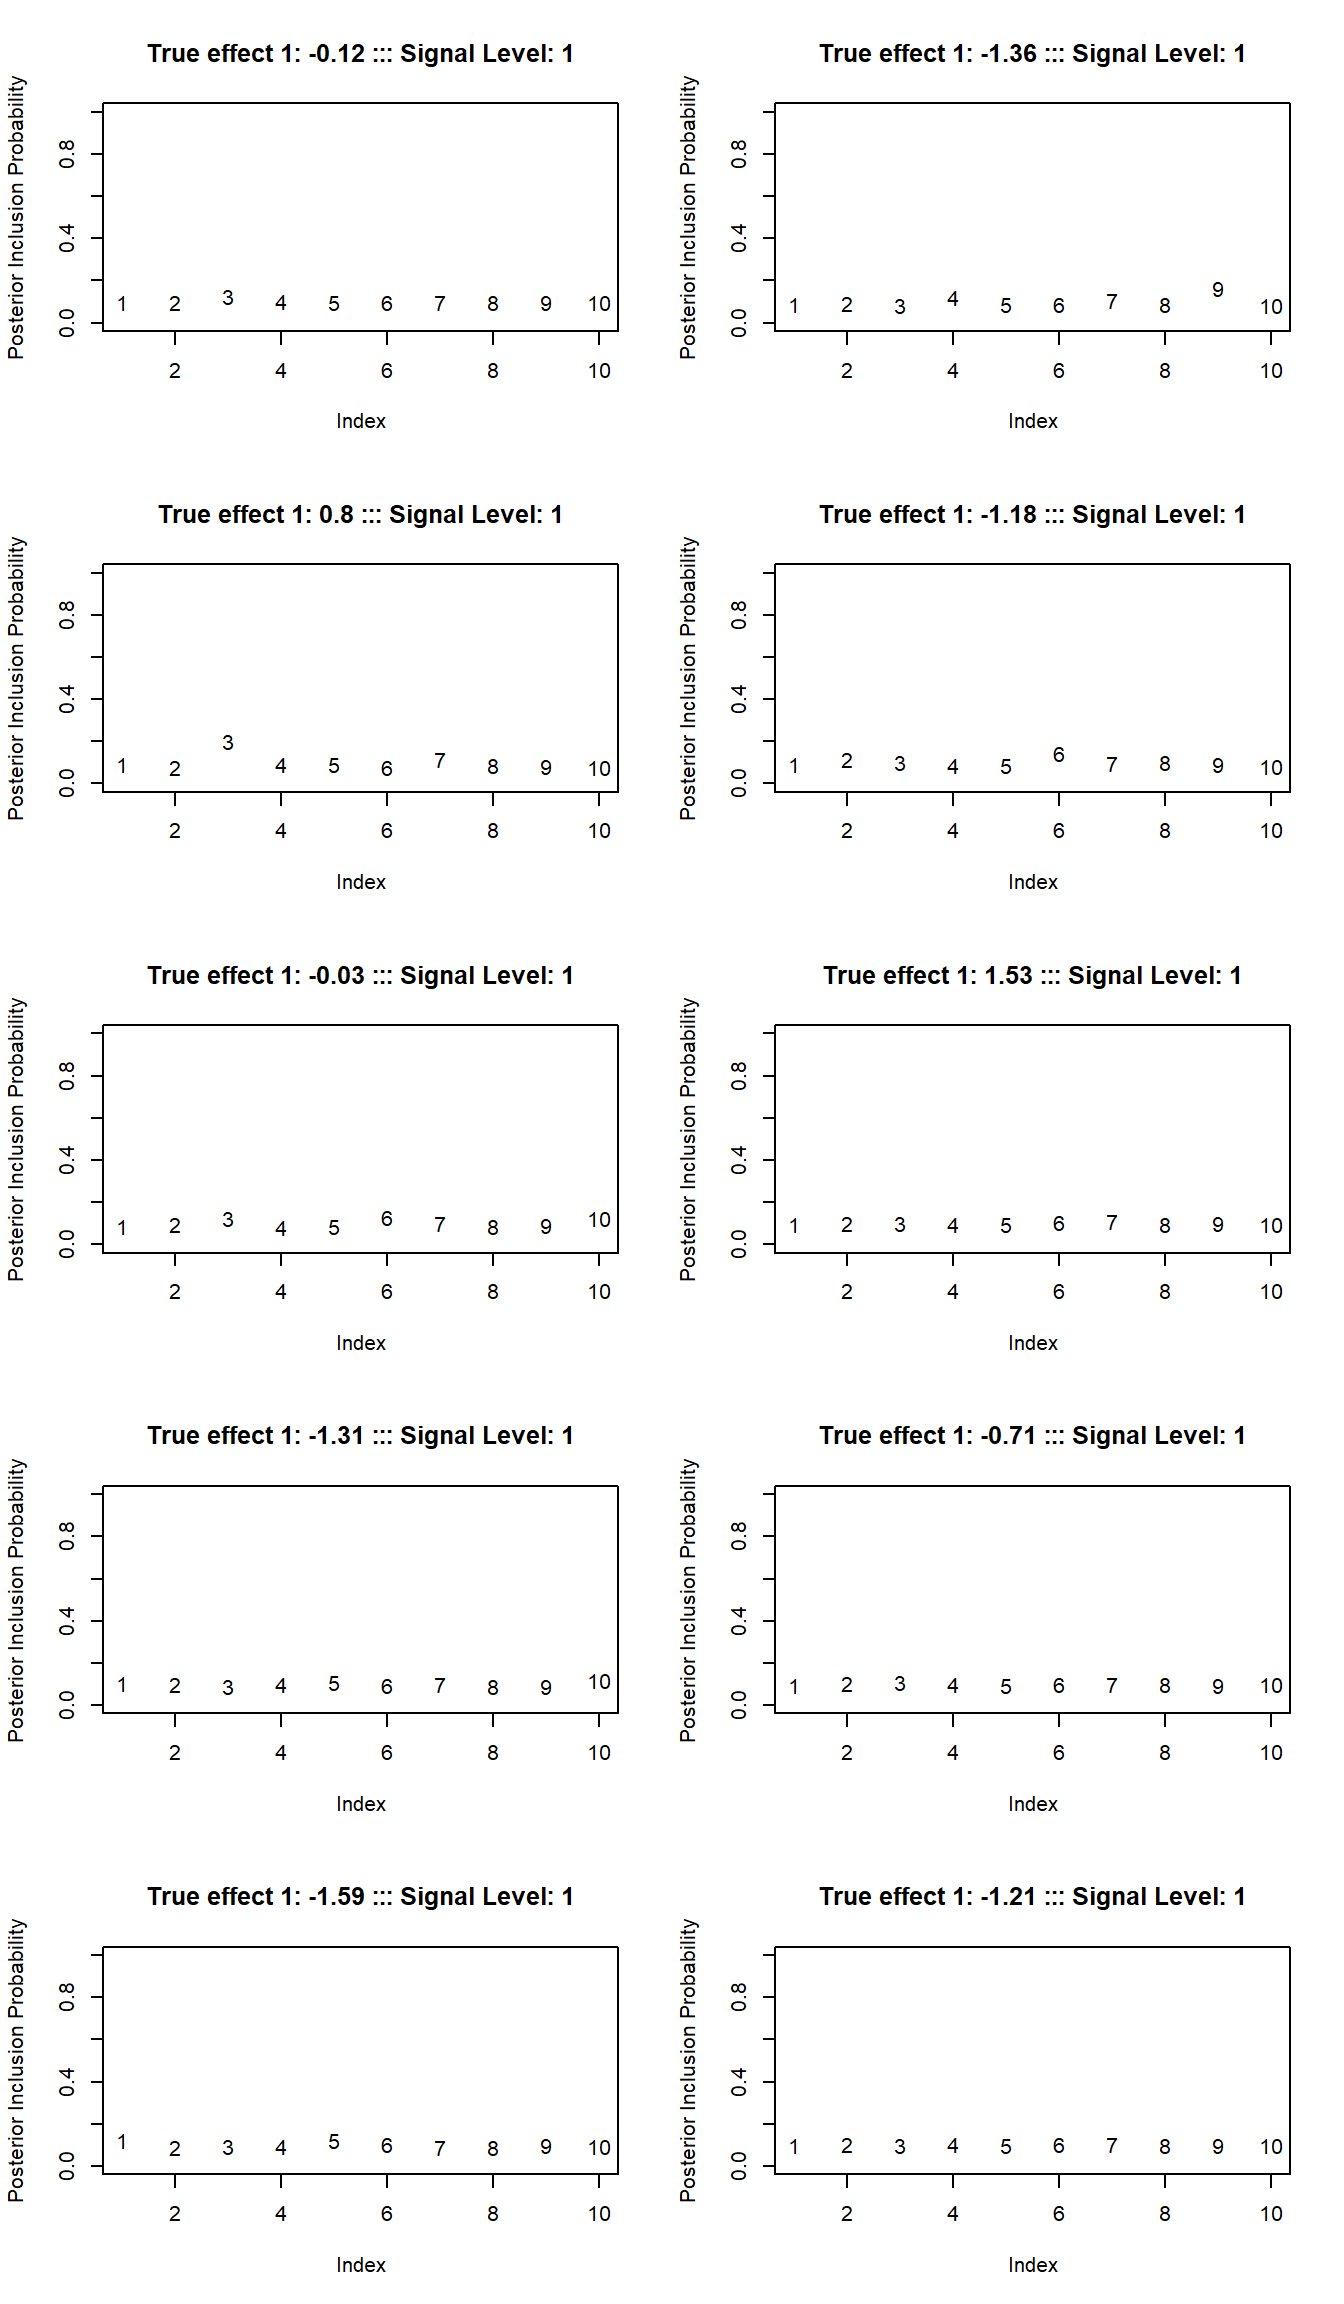 True effect 1: -0.12 ::: Signal Level: 1
Posterior Inclusion Probability
0.8
0.4
0.0
1 2 3 4 5 6 7 8 9 10
2 4 6 8 10
Index
True effect 1: -1.36 ::: Signal Level: 1
Posterior Inclusion Probability
0.8
0.4
0.0
1 2 3 4 5 6 7 8 9 10
2 4 6 8 10
Index
True effect 1: 0.8 ::: Signal Level: 1
Posterior Inclusion Probability
0.8
0.4
0.0
1 2 3 4 5 6 7 8 9 10
2 4 6 8 10
Index
True effect 1: -1.18 ::: Signal Level: 1
Posterior Inclusion Probability
0.8
0.4
0.0
1 2 3 4 5 6 7 8 9 10
2 4 6 8 10
Index
True effect 1: -0.03 ::: Signal Level: 1
Posterior Inclusion Probability
0.8
0.4
0.0
1 2 3 4 5 6 7 8 9 10
2 4 6 8 10
Index
True effect 1: 1.53 ::: Signal Level: 1
Posterior Inclusion Probability
0.8
0.4
0.0
1 2 3 4 5 6 7 8 9 10
2 4 6 8 10
Index
True effect 1: -1.31 ::: Signal Level: 1
Posterior Inclusion Probability
0.8
0.4
0.0
1 2 3 4 5 6 7 8 9 10
2 4 6 8 10
Index
True effect 1: -0.71 ::: Signal Level: 1
Posterior Inclusion Probability
0.8
0.4
0.0
1 2 3 4 5 6 7 8 9 10
2 4 6 8 10
Index
True effect 1: -1.59 ::: Signal Level: 1
Posterior Inclusion Probability
0.8
0.4
0.0
1 2 3 4 5 6 7 8 9 10
2 4 6 8 10
Index
True effect 1: -1.21 ::: Signal Level: 1
Posterior Inclusion Probability
0.8
0.4
0.0
1 2 3 4 5 6 7 8 9 10
2 4 6 8 10
Index